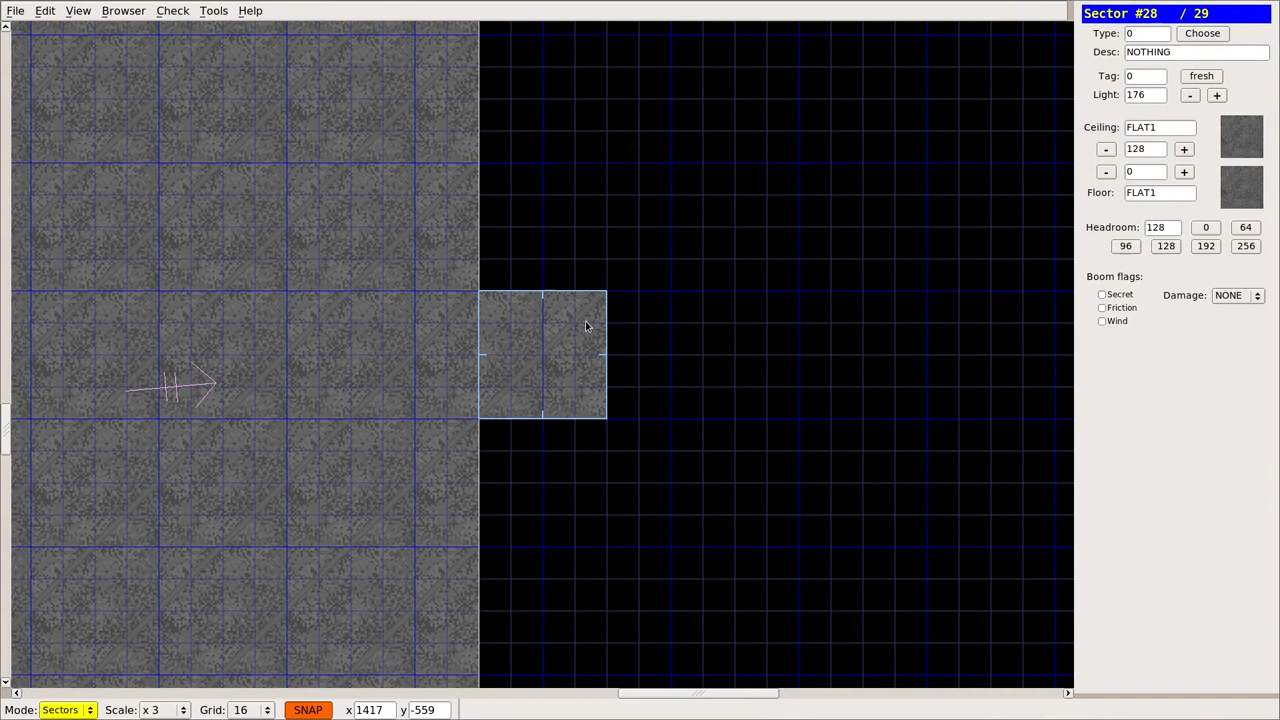 File Edit View Browser Check Tools Help
Sector #28 / 29
Type: 0 Choose
Desc: NOTHING
Tag: 0 fresh
Light: 176 - +
Ceiling: FLAT1
- 128 +
- 0 +
Floor: FLAT1
Headroom: 128 0 64
96 128 192 256
Boom flags:
Secret Damage: NONE
Friction
Wind
Mode: Sectors Scale: x 3 Grid: 16 SNAP x 1417 y -559